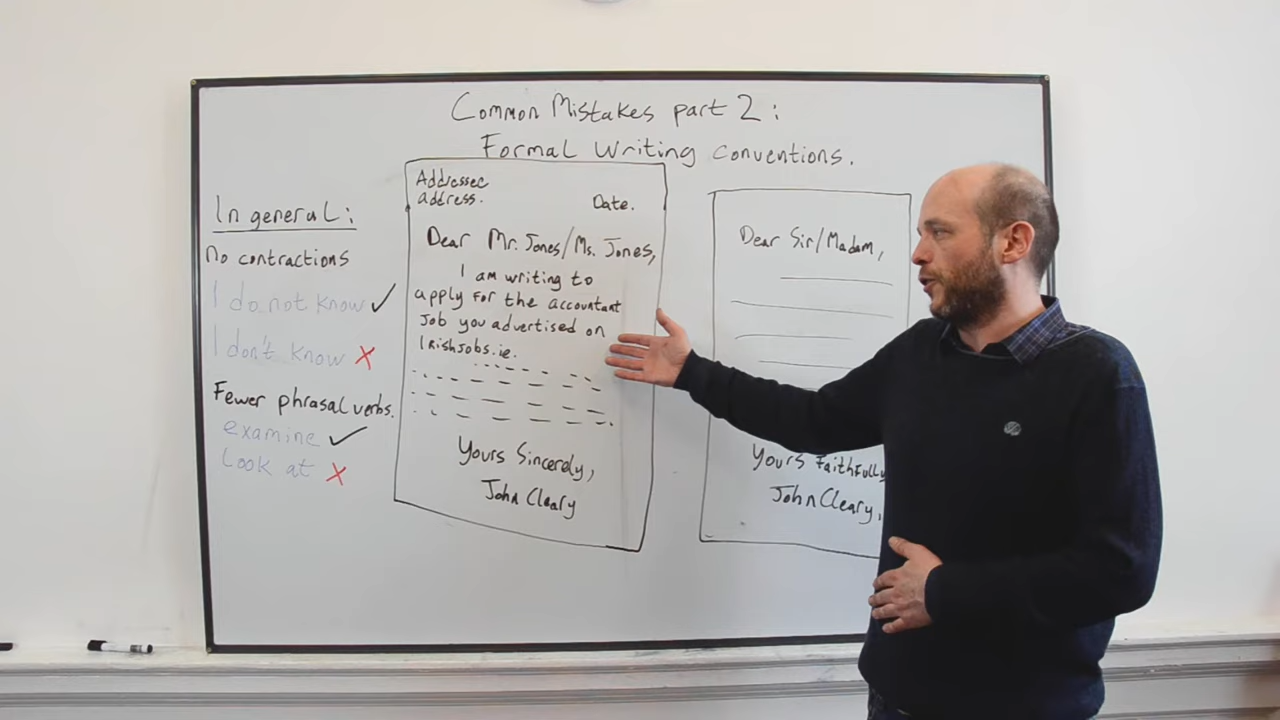 Common Mistakes part 2:
Formal Writing conventions.
In general:
No contractions
I do not know ✓
I don't know ✗
Fewer phrasal verbs.
examine ✓
look at ✗
Addressee
address.
Date.
Dear Mr. Jones/Ms. Jones,
I am writing to
apply for the accountant
job you advertised on
IRishJobs.ie.
Yours Sincerely,
John Cleary
Dear Sir/Madam,
Yours Faithfully
John Cleary,